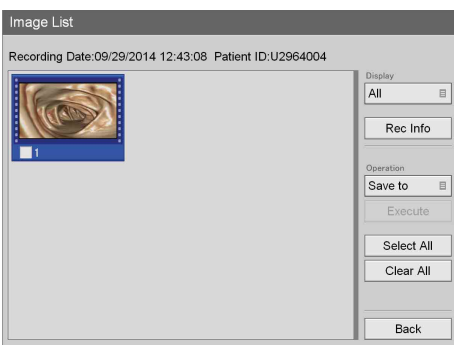 Image List
Recording Date:09/29/2014 12:43:08 Patient ID:U2964004
Display
All
Rec Info
1
Operation
Save to
Execute
Select All
Clear All
Back